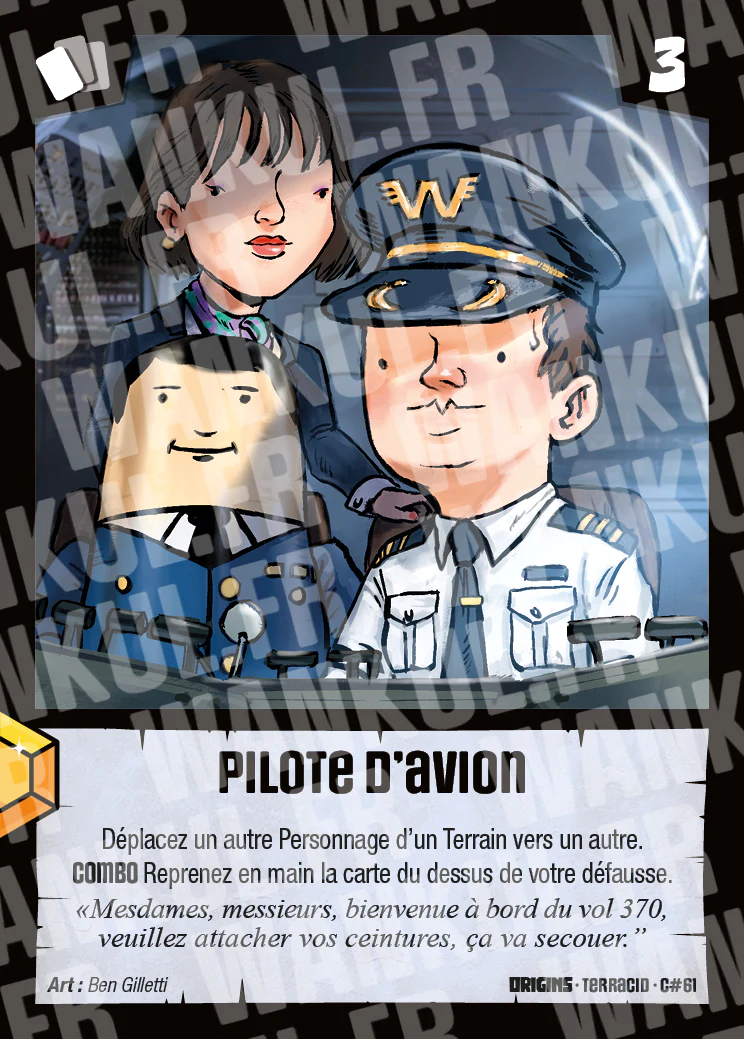 3
W
PILOTE D'AVION
Déplacez un autre Personnage d'un Terrain vers un autre.
COMBO Reprenez en main la carte du dessus de votre défausse.
«Mesdames, messieurs, bienvenue à bord du vol 370,
veuillez attacher vos ceintures, ça va secouer.”
Art : Ben Gilletti
ORIGINS · TERRACID · C#61
WANKUL.FR